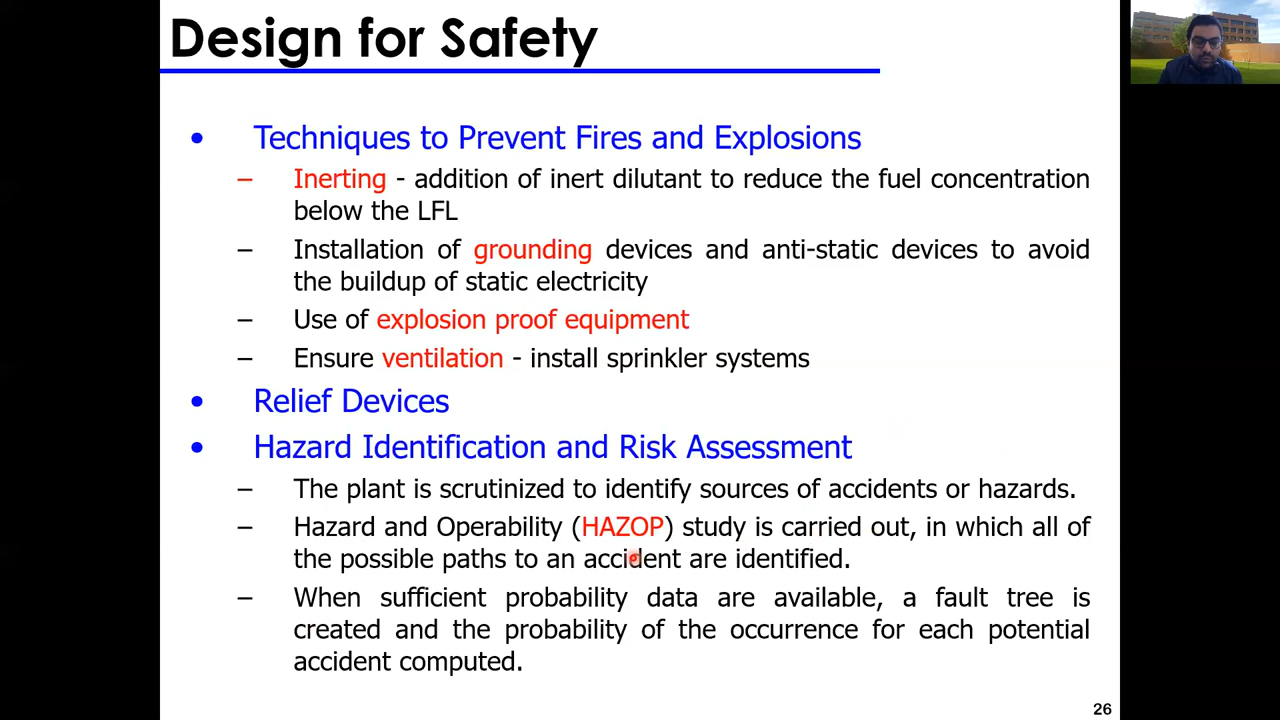 Design for Safety
• Techniques to Prevent Fires and Explosions
– Inerting - addition of inert dilutant to reduce the fuel concentration
below the LFL
– Installation of grounding devices and anti-static devices to avoid
the buildup of static electricity
– Use of explosion proof equipment
– Ensure ventilation - install sprinkler systems
• Relief Devices
• Hazard Identification and Risk Assessment
– The plant is scrutinized to identify sources of accidents or hazards.
– Hazard and Operability (HAZOP) study is carried out, in which all of
the possible paths to an accident are identified.
– When sufficient probability data are available, a fault tree is
created and the probability of the occurrence for each potential
accident computed.
26